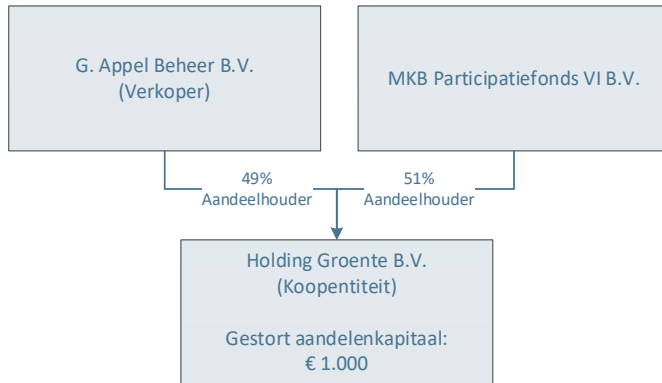 G. Appel Beheer B.V.
(Verkoper)
MKB Participatiefonds VI B.V.
49%
Aandeelhouder
51%
Aandeelhouder
Holding Groente B.V.
(Koopentiteit)
Gestort aandelenkapitaal:
€ 1.000